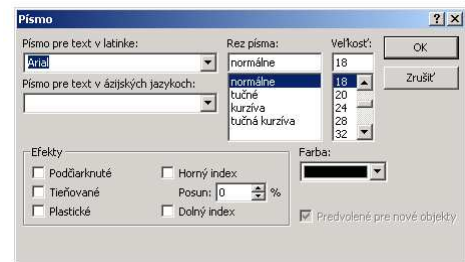 Písmo
Písmo pre text v latinke:
Arial
Písmo pre text v ázijských jazykoch:
Rez písma:
normálne
normálne
tučné
kurzíva
tučná kurzíva
Veľkosť:
18
18
20
24
28
32
OK
Zrušiť
Efekty
Podčiarknuté
Tieňované
Plastické
Horný index
Posun: 0 %
Dolný index
Farba:
Predvolené pre nové objekty